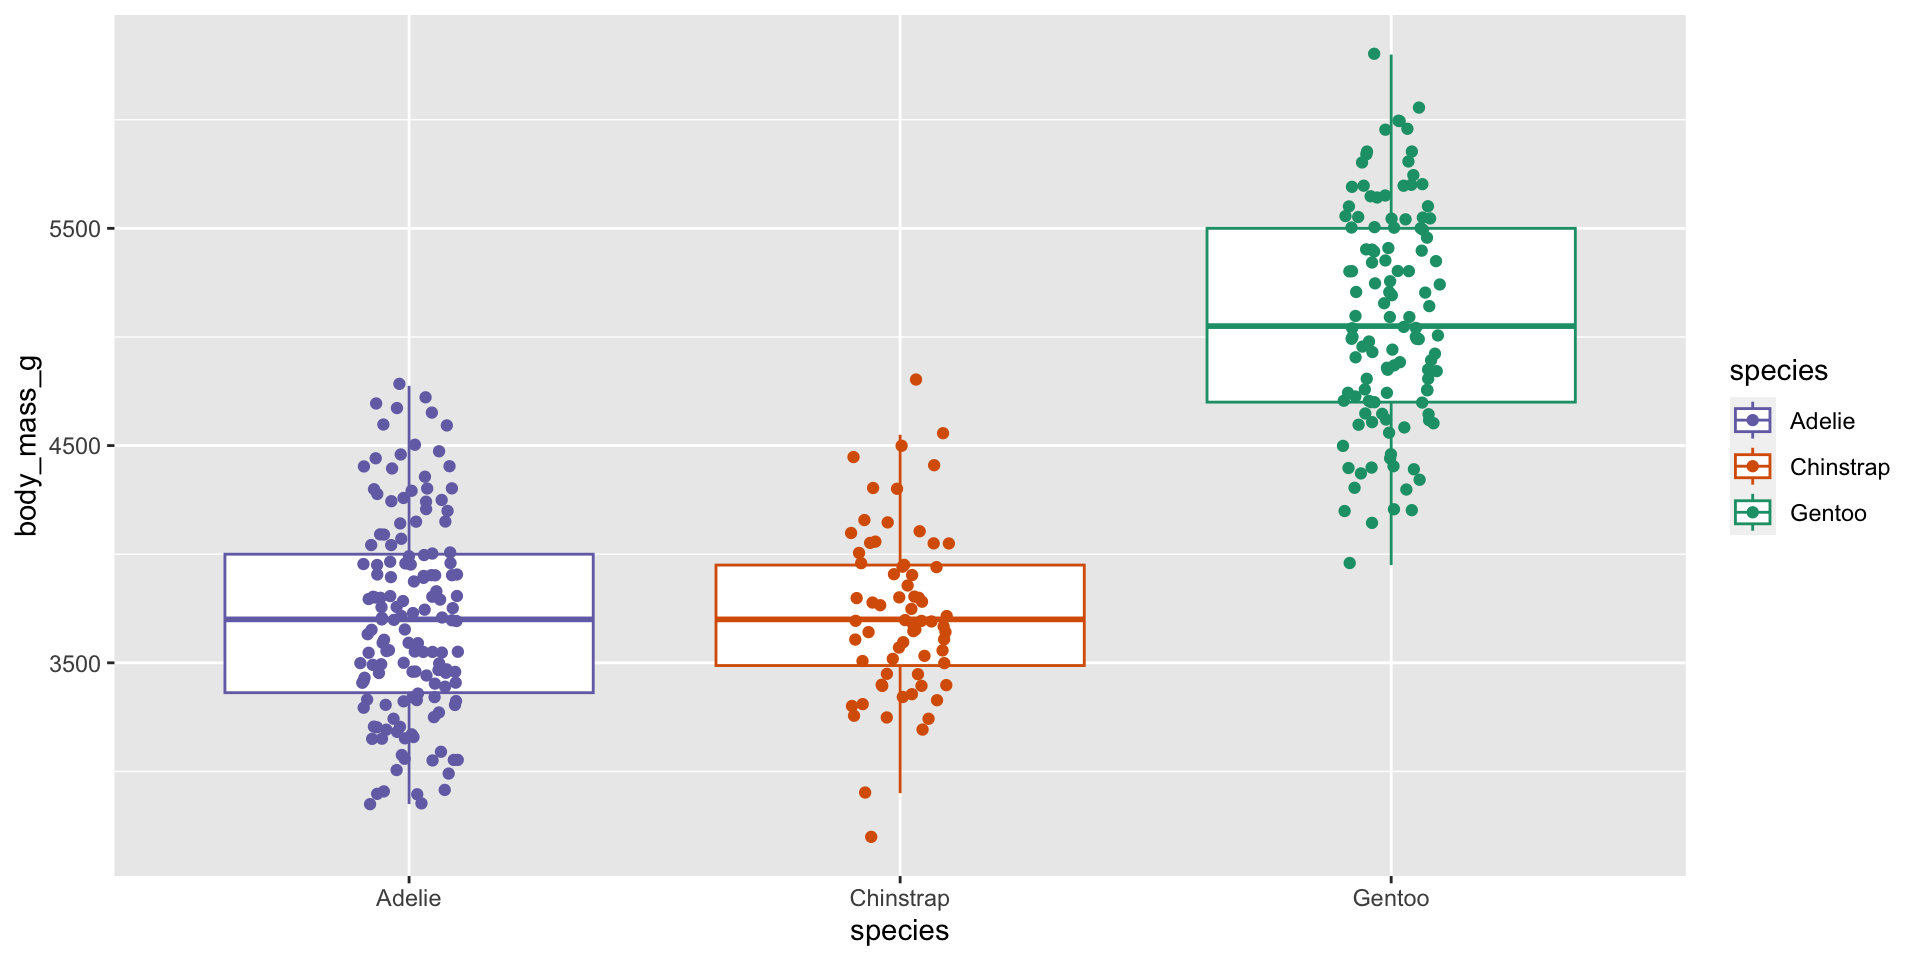 body_mass_g
5500
4500
3500
Adelie
Chinstrap
Gentoo
species
species
Adelie
Chinstrap
Gentoo